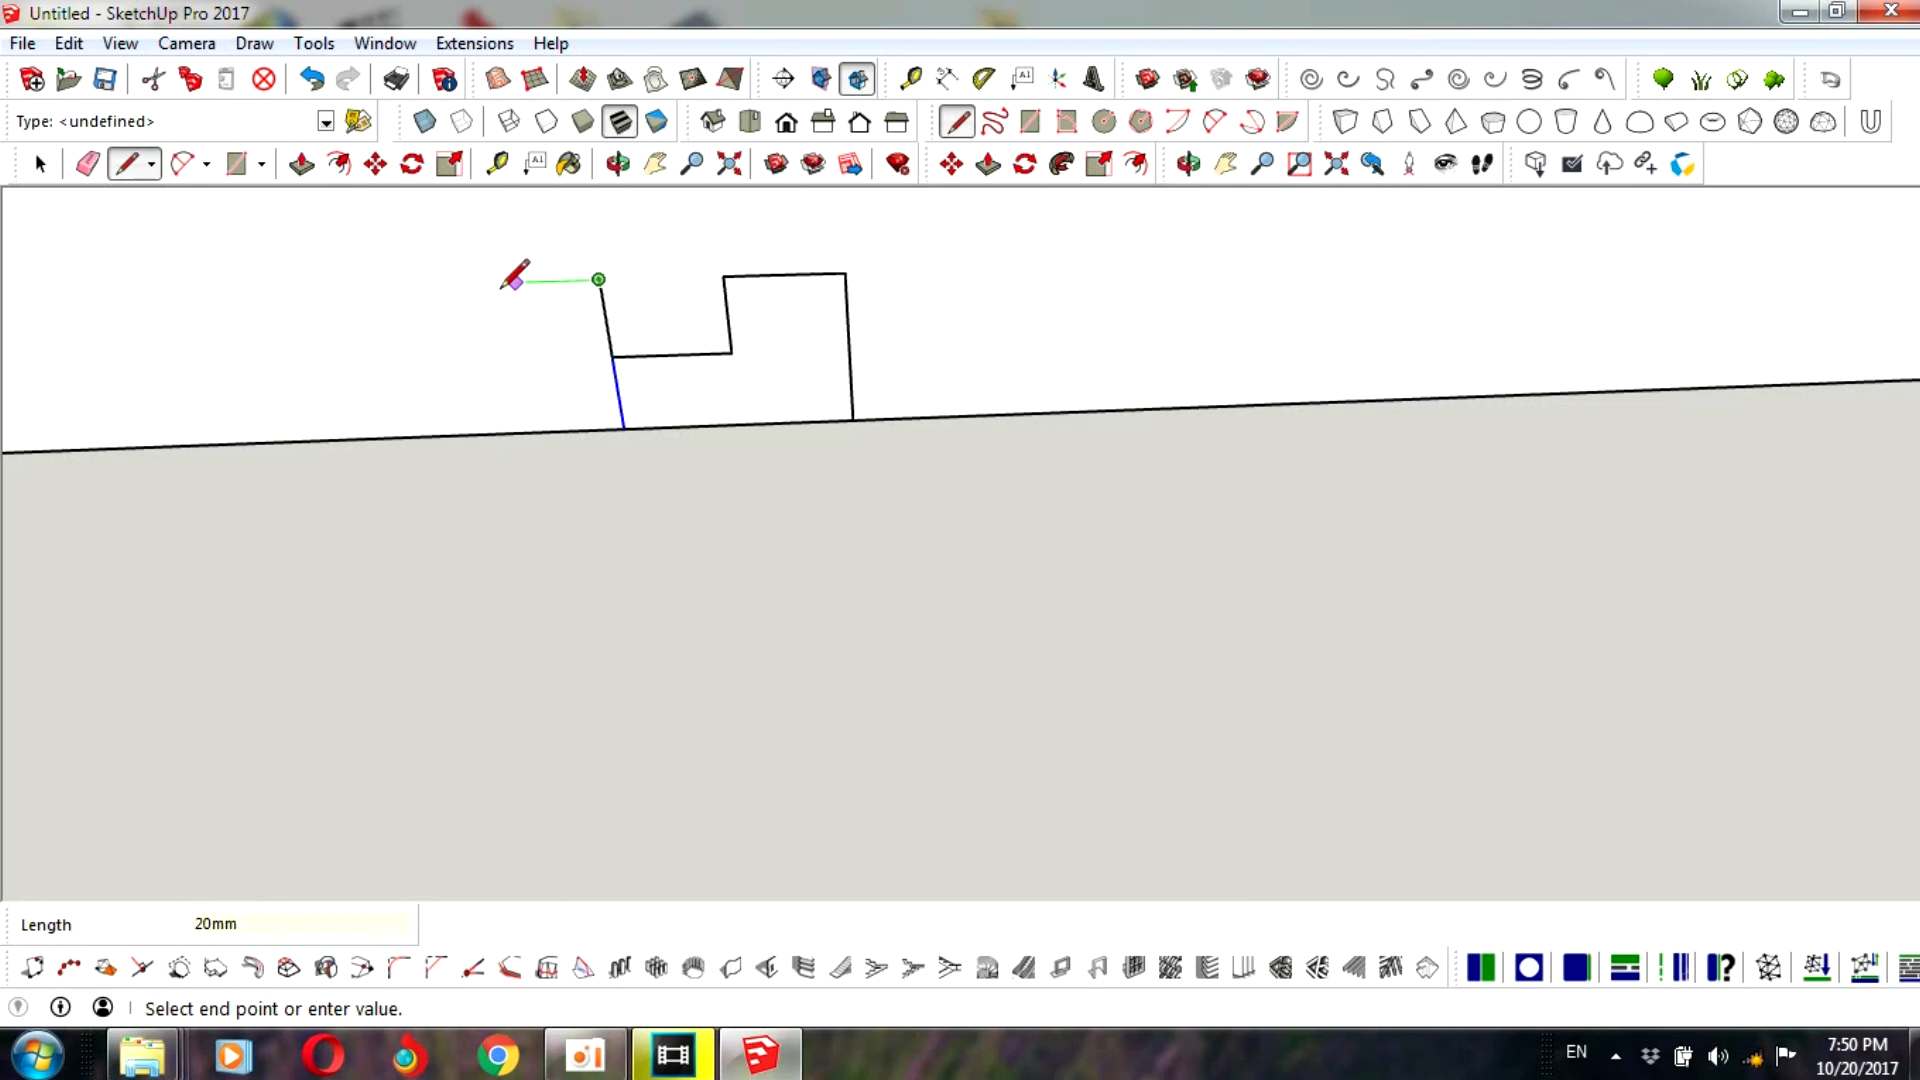 Untitled - SketchUp Pro 2017
File Edit View Camera Draw Tools Window Extensions Help
Type: <undefined>
Length 20mm
Select end point or enter value.
EN
7:50 PM
10/20/2017